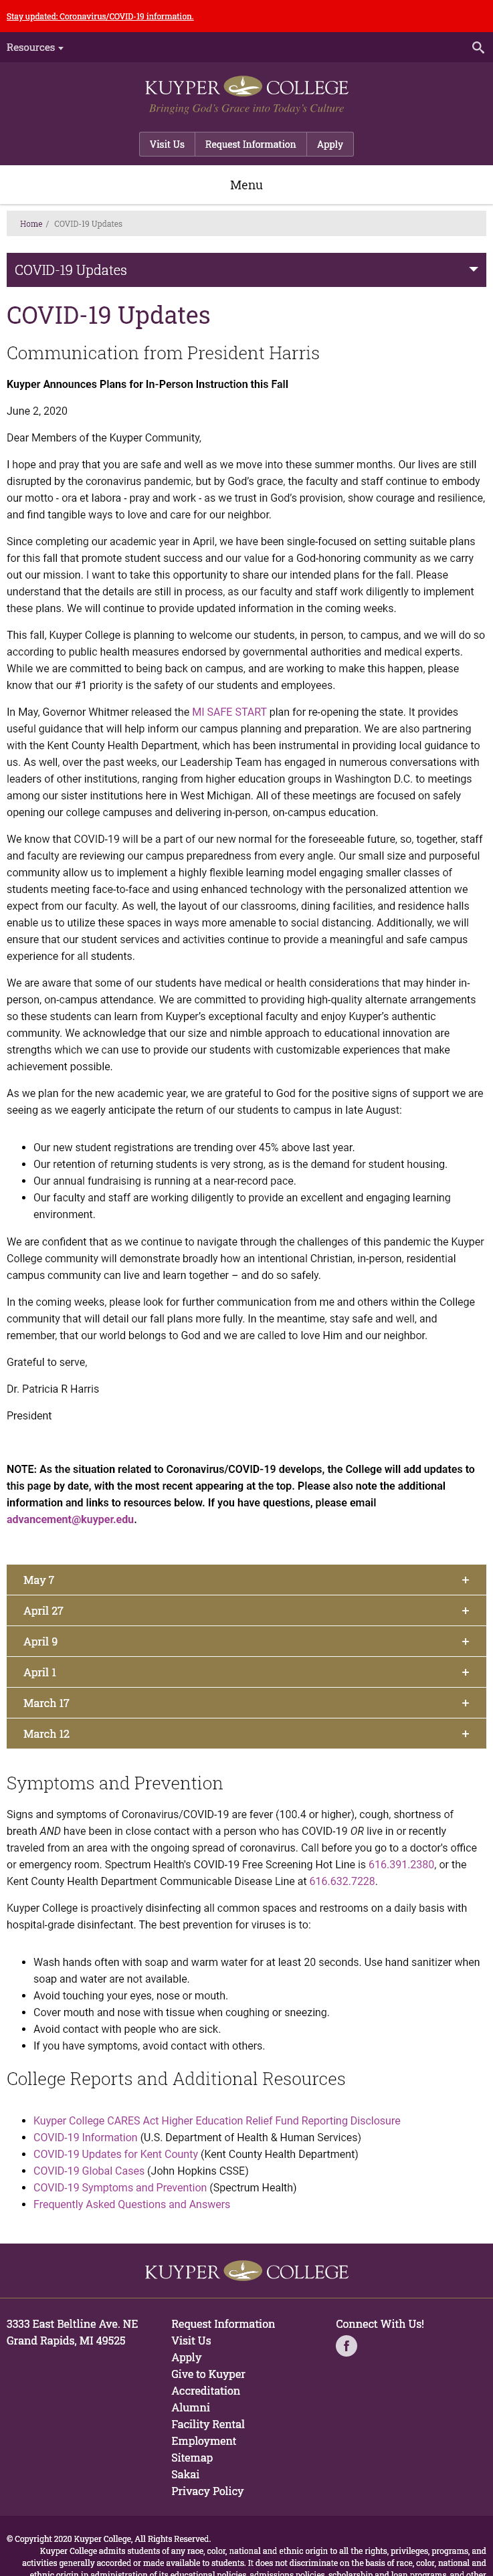 Stay updated: Coronavirus/COVID-19 information.
Resources
KUYPER COLLEGE
Bringing God's Grace into Today's Culture
Visit Us
Request Information
Apply
Menu
Home / COVID-19 Updates
COVID-19 Updates
COVID-19 Updates
Communication from President Harris
Kuyper Announces Plans for In-Person Instruction this Fall
June 2, 2020
Dear Members of the Kuyper Community,
I hope and pray that you are safe and well as we move into these summer months. Our lives are still
disrupted by the coronavirus pandemic, but by God's grace, the faculty and staff continue to embody
our motto - ora et labora - pray and work - as we trust in God's provision, show courage and resilience,
and find tangible ways to love and care for our neighbor.
Since completing our academic year in April, we have been single-focused on setting suitable plans
for this fall that promote student success and our value for a God-honoring community as we carry
out our mission. I want to take this opportunity to share our intended plans for the fall. Please
understand that the details are still in process, as our faculty and staff work diligently to implement
these plans. We will continue to provide updated information in the coming weeks.
This fall, Kuyper College is planning to welcome our students, in person, to campus, and we will do so
according to public health measures endorsed by governmental authorities and medical experts.
While we are committed to being back on campus, and are working to make this happen, please
know that our #1 priority is the safety of our students and employees.
In May, Governor Whitmer released the MI SAFE START plan for re-opening the state. It provides
useful guidance that will help inform our campus planning and preparation. We are also partnering
with the Kent County Health Department, which has been instrumental in providing local guidance to
us. As well, over the past weeks, our Leadership Team has engaged in numerous conversations with
leaders of other institutions, ranging from higher education groups in Washington D.C. to meetings
among our sister institutions here in West Michigan. All of these meetings are focused on safely
opening our college campuses and delivering in-person, on-campus education.
We know that COVID-19 will be a part of our new normal for the foreseeable future, so, together, staff
and faculty are reviewing our campus preparedness from every angle. Our small size and purposeful
community allow us to implement a highly flexible learning model engaging smaller classes of
students meeting face-to-face and using enhanced technology with the personalized attention we
expect from our faculty. As well, the layout of our classrooms, dining facilities, and residence halls
enable us to utilize these spaces in ways more amenable to social distancing. Additionally, we will
ensure that our student services and activities continue to provide a meaningful and safe campus
experience for all students.
We are aware that some of our students have medical or health considerations that may hinder in-
person, on-campus attendance. We are committed to providing high-quality alternate arrangements
so these students can learn from Kuyper's exceptional faculty and enjoy Kuyper's authentic
community. We acknowledge that our size and nimble approach to educational innovation are
strengths which we can use to provide our students with customizable experiences that make
achievement possible.
As we plan for the new academic year, we are grateful to God for the positive signs of support we are
seeing as we eagerly anticipate the return of our students to campus in late August:
• Our new student registrations are trending over 45% above last year.
• Our retention of returning students is very strong, as is the demand for student housing.
• Our annual fundraising is running at a near-record pace.
• Our faculty and staff are working diligently to provide an excellent and engaging learning
environment.
We are confident that as we continue to navigate through the challenges of this pandemic the Kuyper
College community will demonstrate broadly how an intentional Christian, in-person, residential
campus community can live and learn together – and do so safely.
In the coming weeks, please look for further communication from me and others within the College
community that will detail our fall plans more fully. In the meantime, stay safe and well, and
remember, that our world belongs to God and we are called to love Him and our neighbor.
Grateful to serve,
Dr. Patricia R Harris
President
NOTE: As the situation related to Coronavirus/COVID-19 develops, the College will add updates to
this page by date, with the most recent appearing at the top. Please also note the additional
information and links to resources below. If you have questions, please email
advancement@kuyper.edu.
May 7 +
April 27 +
April 9 +
April 1 +
March 17 +
March 12 +
Symptoms and Prevention
Signs and symptoms of Coronavirus/COVID-19 are fever (100.4 or higher), cough, shortness of
breath AND have been in close contact with a person who has COVID-19 OR live in or recently
traveled from an area with the ongoing spread of coronavirus. Call before you go to a doctor's office
or emergency room. Spectrum Health's COVID-19 Free Screening Hot Line is 616.391.2380, or the
Kent County Health Department Communicable Disease Line at 616.632.7228.
Kuyper College is proactively disinfecting all common spaces and restrooms on a daily basis with
hospital-grade disinfectant. The best prevention for viruses is to:
• Wash hands often with soap and warm water for at least 20 seconds. Use hand sanitizer when
soap and water are not available.
• Avoid touching your eyes, nose or mouth.
• Cover mouth and nose with tissue when coughing or sneezing.
• Avoid contact with people who are sick.
• If you have symptoms, avoid contact with others.
College Reports and Additional Resources
• Kuyper College CARES Act Higher Education Relief Fund Reporting Disclosure
• COVID-19 Information (U.S. Department of Health & Human Services)
• COVID-19 Updates for Kent County (Kent County Health Department)
• COVID-19 Global Cases (John Hopkins CSSE)
• COVID-19 Symptoms and Prevention (Spectrum Health)
• Frequently Asked Questions and Answers
KUYPER COLLEGE
3333 East Beltline Ave. NE
Grand Rapids, MI 49525
Request Information
Visit Us
Apply
Give to Kuyper
Accreditation
Alumni
Facility Rental
Employment
Sitemap
Sakai
Privacy Policy
Connect With Us!
f
© Copyright 2020 Kuyper College, All Rights Reserved.
Kuyper College admits students of any race, color, national and ethnic origin to all the rights, privileges, programs, and
activities generally accorded or made available to students. It does not discriminate on the basis of race, color, national and
ethnic origin in administration of its educational policies, admissions policies, scholarship and loan programs, and other